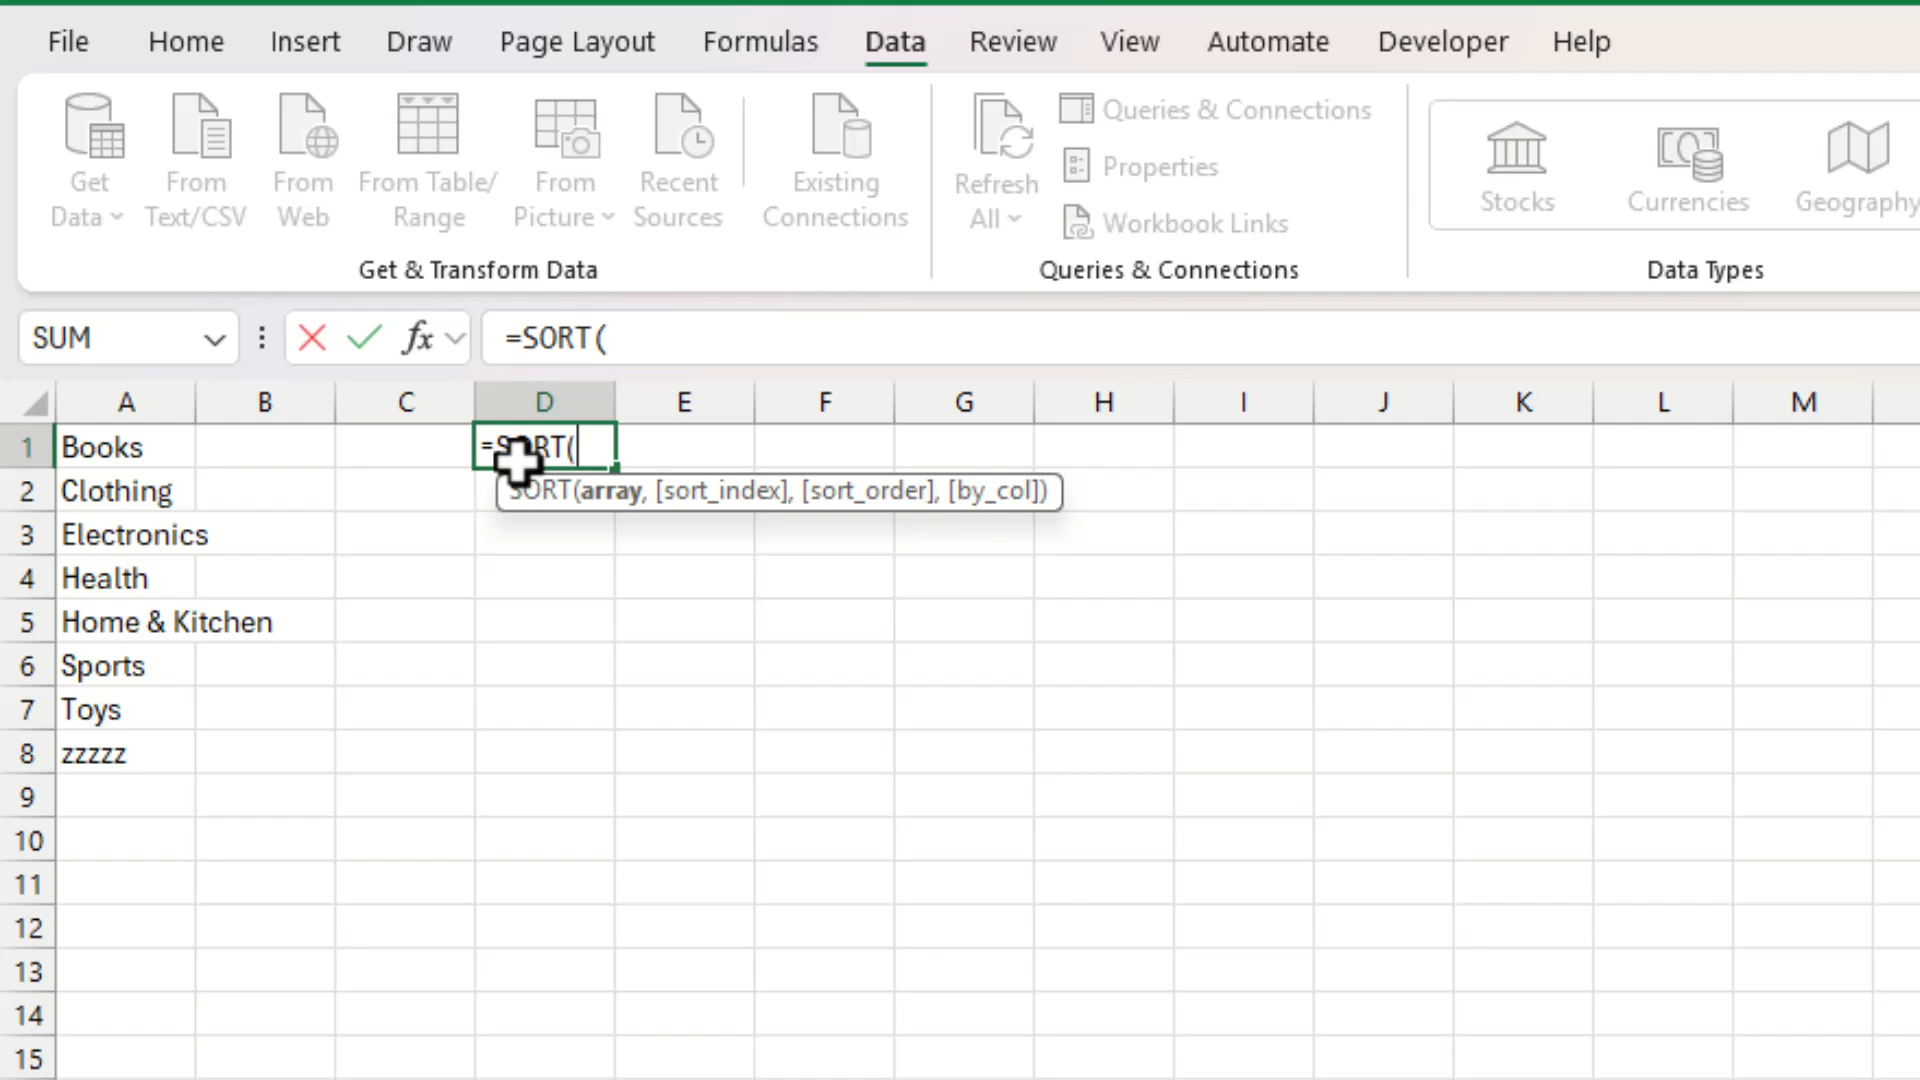 File Home Insert Draw Page Layout Formulas Data Review View Automate Developer Help
Get Data
From Text/CSV
From Web
From Table/ Range
From Picture
Recent Sources
Existing Connections
Refresh All
Queries & Connections
Properties
Workbook Links
Stocks
Currencies
Geography
Get & Transform Data
Queries & Connections
Data Types
SUM fx =SORT(
A B C D E F G H I J K L M
1 Books =SORT(
SORT(array, [sort_index], [sort_order], [by_col])
2 Clothing
3 Electronics
4 Health
5 Home & Kitchen
6 Sports
7 Toys
8 zzzzz
9
10
11
12
13
14
15